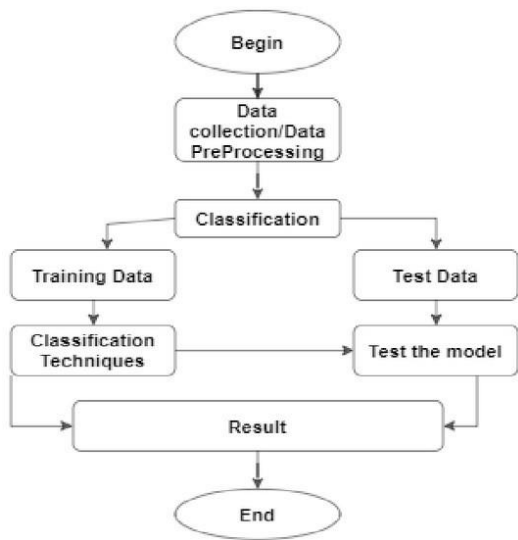 Begin
Data
collection/Data
PreProcessing
Classification
Training Data
Test Data
Classification
Techniques
Test the model
Result
End